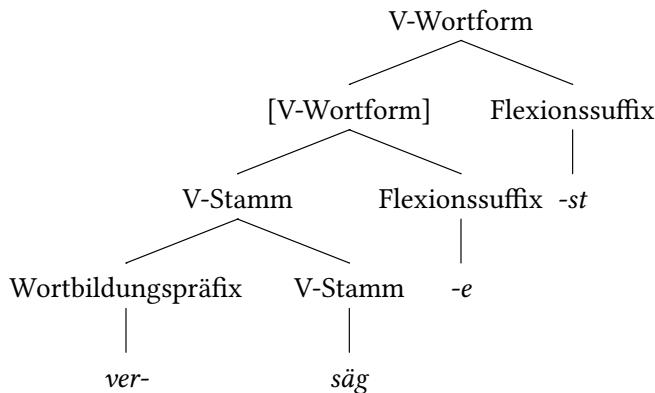 V-Wortform
[V-Wortform] Flexionssuffix
V-Stamm Flexionssuffix -st
Wortbildungspräfix V-Stamm -e
ver- säg